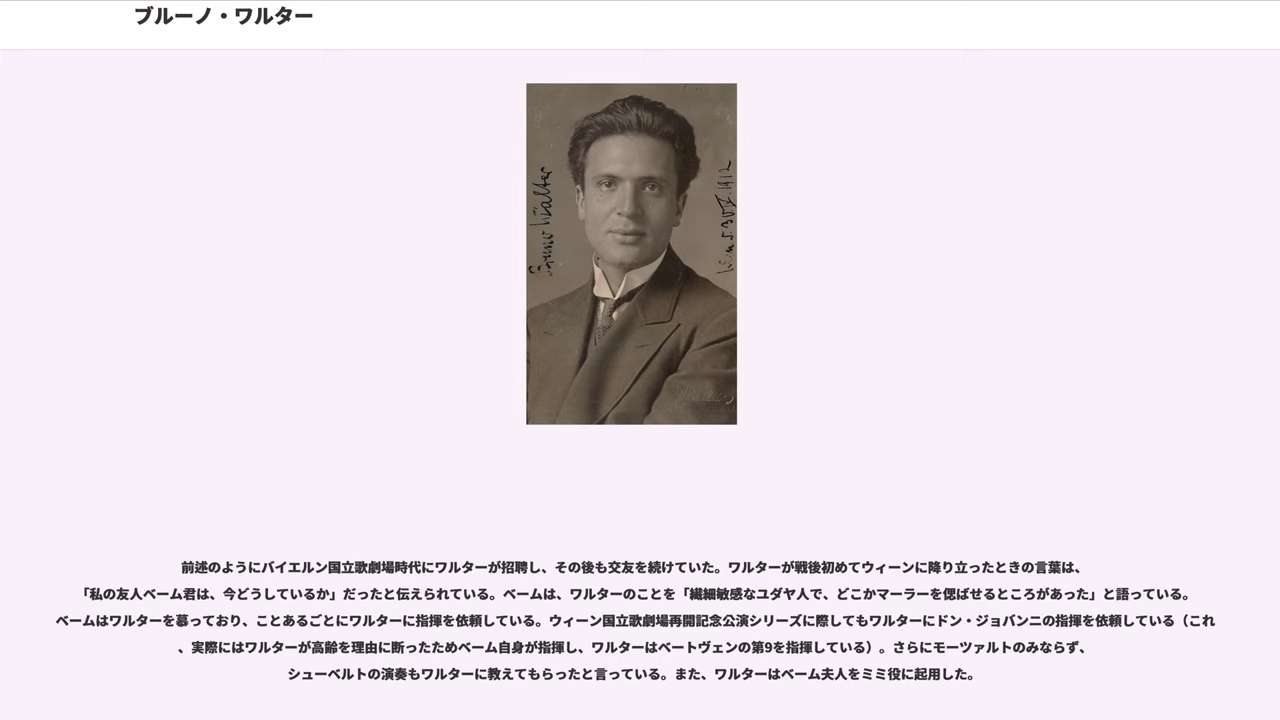 ブルーノ・ワルター
Bruno Walter
前述のようにバイエルン国立歌劇場時代にワルターが招聘し、その後も交友を続けていた。ワルターが戦後初めてウィーンに降り立ったときの言葉は、
「私の友人ベーム君は、今どうしているか」だったと伝えられている。ベームは、ワルターのことを「繊細敏感なユダヤ人で、どこかマーラーを偲ばせるところがあった」と語っている。
ベームはワルターを慕っており、ことあるごとにワルターに指揮を依頼している。ウィーン国立歌劇場再開記念公演シリーズに際してもワルターにドン・ジョバンニの指揮を依頼している（これ
、実際にはワルターが高齢を理由に断ったためベーム自身が指揮し、ワルターはベートヴェンの第9を指揮している）。さらにモーツァルトのみならず、
シューベルトの演奏もワルターに教えてもらったと言っている。また、ワルターはベーム夫人をミミ役に起用した。